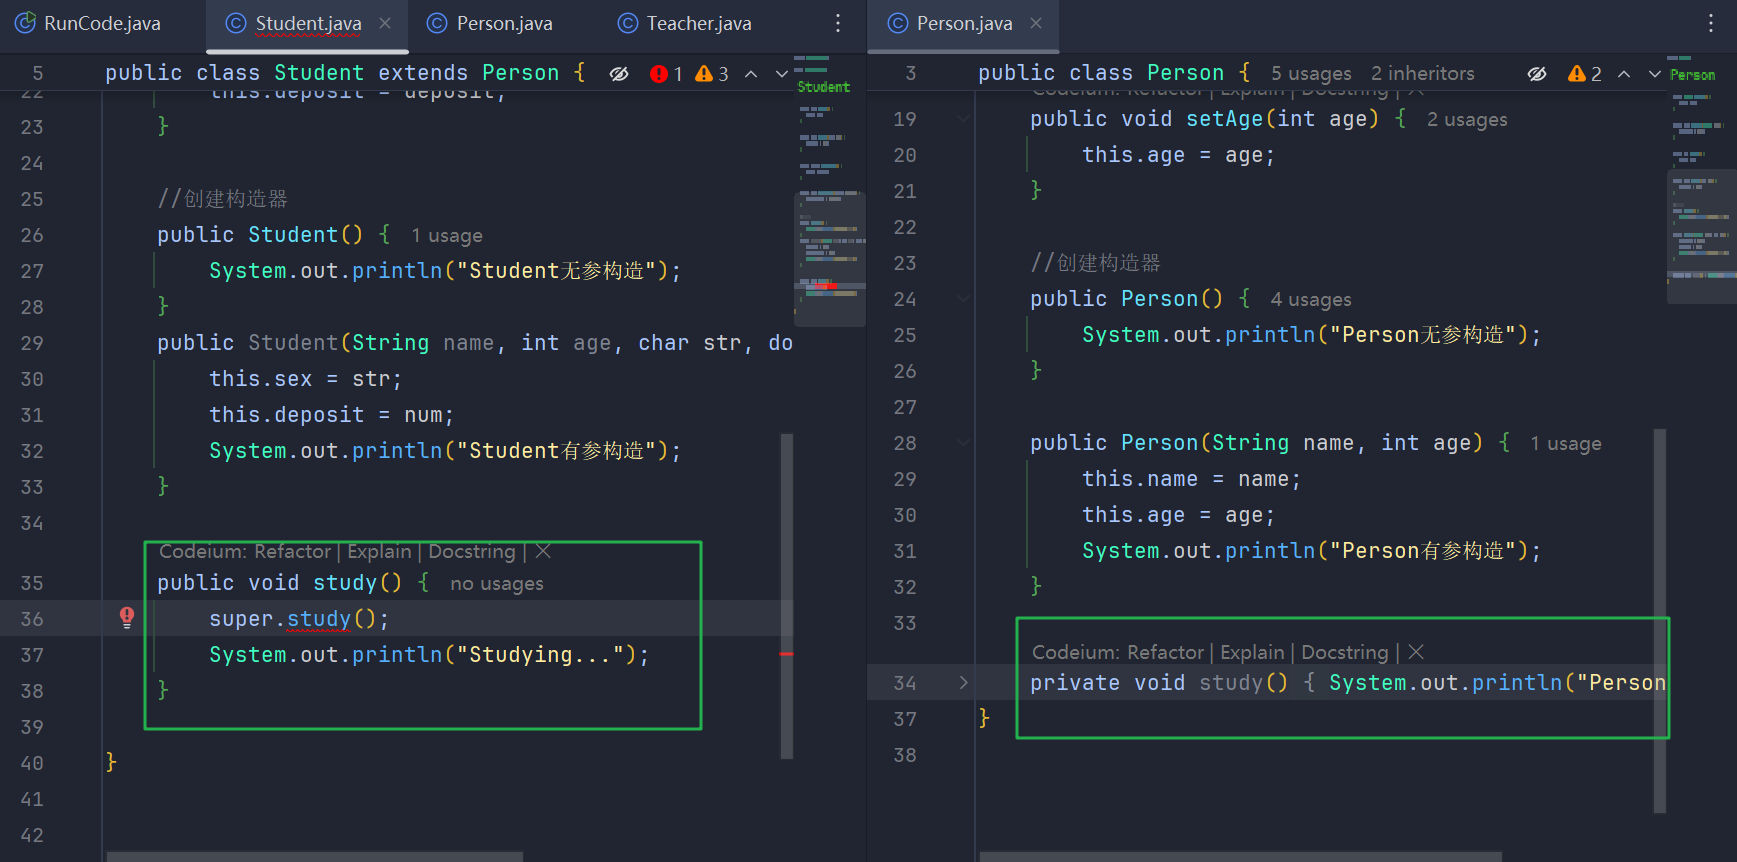 RunCode.java
Student.java
Person.java
Teacher.java
5 public class Student extends Person { 1 3
Student
22 this.deposit = deposit;
23 }
24
25 //创建构造器
26 public Student() { 1 usage
27 System.out.println("Student无参构造");
28 }
29 public Student(String name, int age, char str, do
30 this.sex = str;
31 this.deposit = num;
32 System.out.println("Student有参构造");
33 }
34
Codeium: Refactor | Explain | Docstring | ×
35 public void study() { no usages
36 super.study();
37 System.out.println("Studying...");
38 }
39
40 }
41
42
Person.java
3 public class Person { 5 usages 2 inheritors 2
Person
Codeium: Refactor | Explain | Docstring | ×
19 public void setAge(int age) { 2 usages
20 this.age = age;
21 }
22
23 //创建构造器
24 public Person() { 4 usages
25 System.out.println("Person无参构造");
26 }
27
28 public Person(String name, int age) { 1 usage
29 this.name = name;
30 this.age = age;
31 System.out.println("Person有参构造");
32 }
33
Codeium: Refactor | Explain | Docstring | ×
34 private void study() { System.out.println("Person
37 }
38